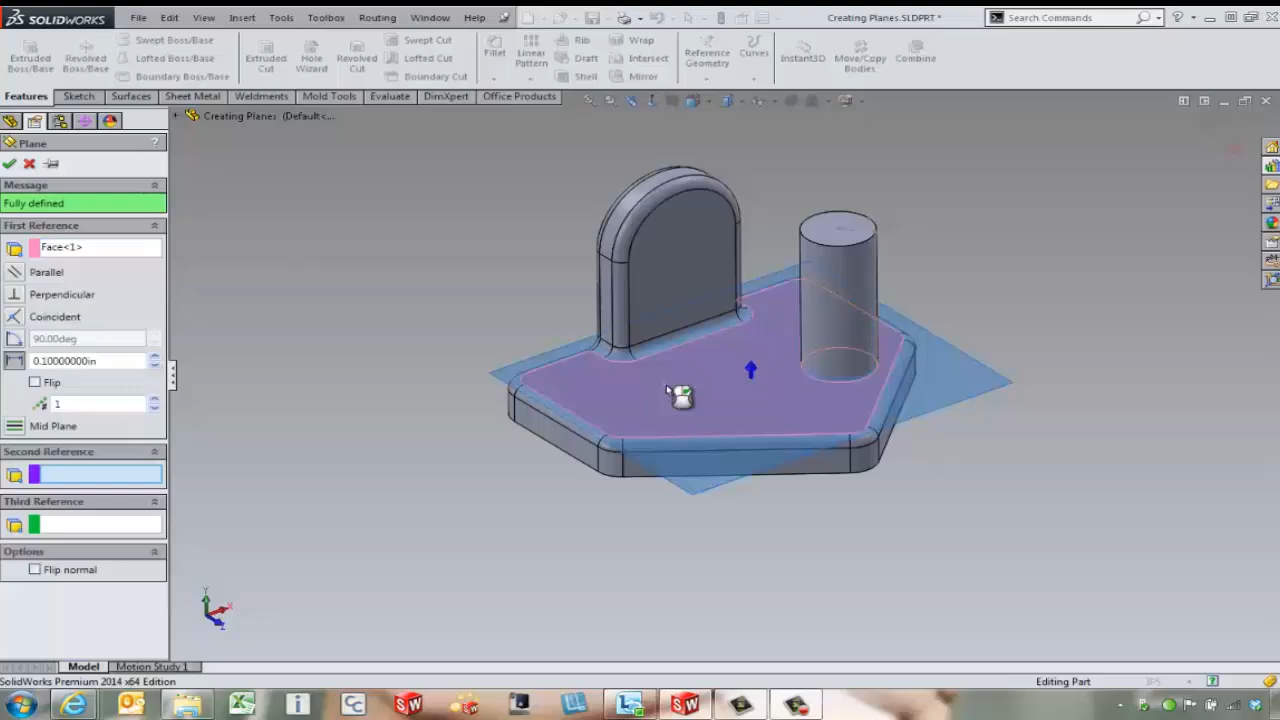 SOLIDWORKS File Edit View Insert Tools Toolbox Routing Window Help Creating Planes.SLDPRT * Search Commands
Extruded Boss/Base
Revolved Boss/Base
Swept Boss/Base
Lofted Boss/Base
Boundary Boss/Base
Extruded Cut
Hole Wizard
Revolved Cut
Swept Cut
Lofted Cut
Boundary Cut
Fillet
Linear Pattern
Rib
Draft
Shell
Wrap
Intersect
Mirror
Reference Geometry
Curves
Instant3D
Move/Copy Bodies
Combine
Features Sketch Surfaces Sheet Metal Weldments Mold Tools Evaluate DimXpert Office Products
Creating Planes (Default<...
Plane ?
Message
Fully defined
First Reference
Face<1>
Parallel
Perpendicular
Coincident
90.00deg
0.10000000in
Flip
1
Mid Plane
Second Reference
Third Reference
Options
Flip normal
Y
X
Z
Model Motion Study 1
SolidWorks Premium 2014 x64 Edition Editing Part IPS